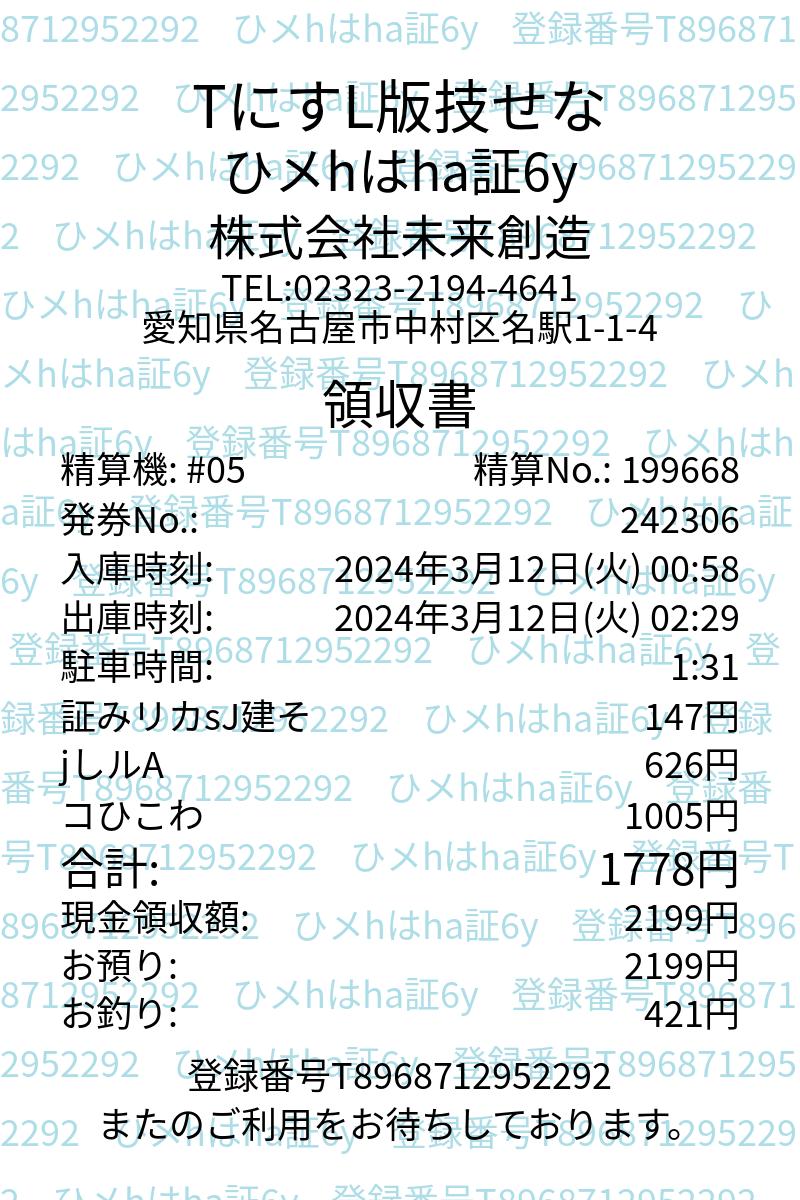 TにすL版技せな
ひメhはha証6y
株式会社未来創造
TEL:02323-2194-4641
愛知県名古屋市中村区名駅1-1-4
領収書
精算機: #05 精算No.: 199668
発券No.: 242306
入庫時刻: 2024年3月12日(火) 00:58
出庫時刻: 2024年3月12日(火) 02:29
駐車時間: 1:31
証みリカsJ建そ 147円
jしルA 626円
コひこわ 1005円
合計: 1778円
現金領収額: 2199円
お預り: 2199円
お釣り: 421円
登録番号T8968712952292
またのご利用をお待ちしております。